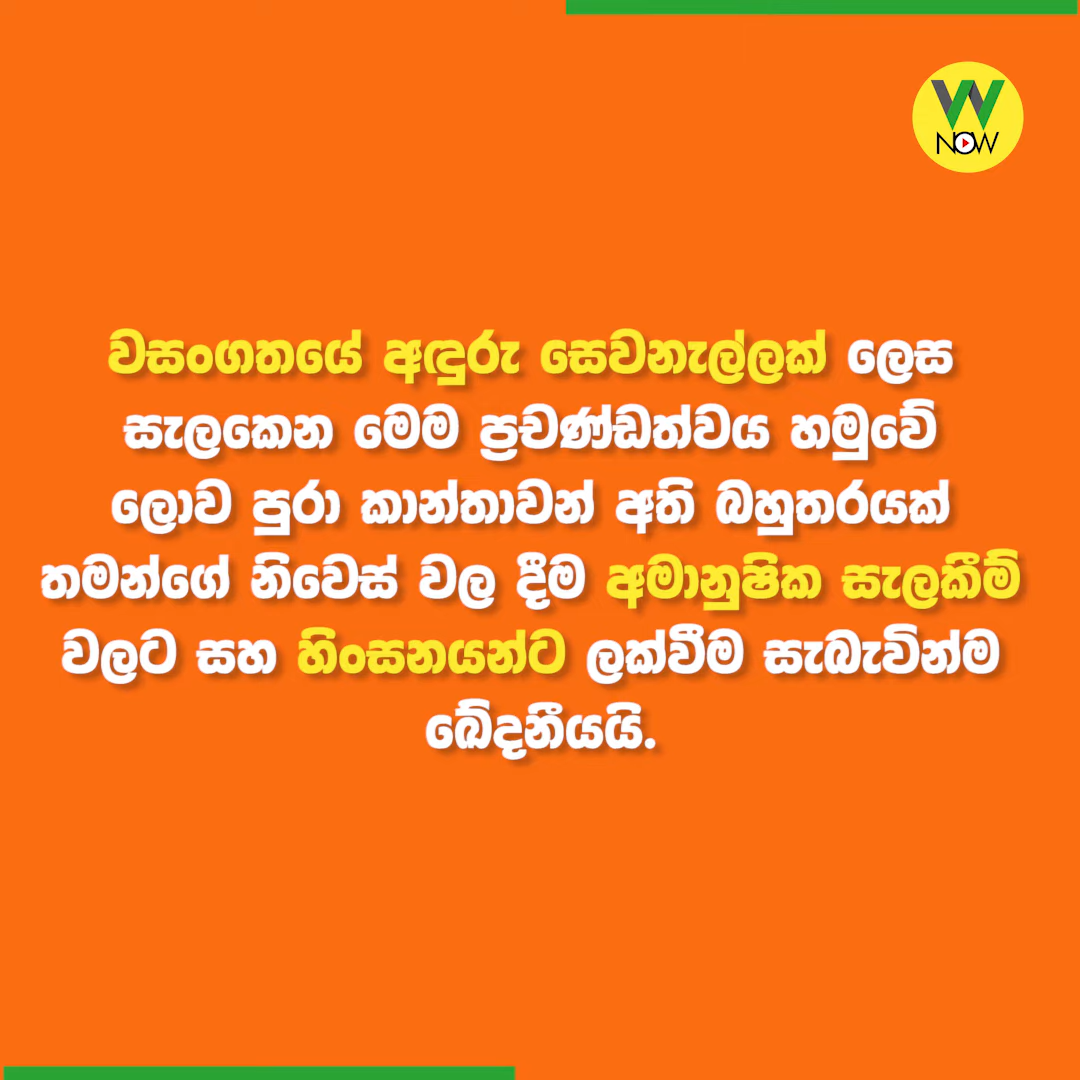 W
NOW
වසංගතයේ අඳුරු සෙවනැල්ලක් ලෙස
සැලකෙන මෙම ප්‍රචණ්ඩත්වය හමුවේ
ලොව පුරා කාන්තාවන් අති බහුතරයක්
තමන්ගේ නිවෙස් වල දීම අමානුෂික සැලකීම්
වලට සහ හිංසනයන්ට ලක්වීම සැබැවින්ම
ඛේදනීයයි.